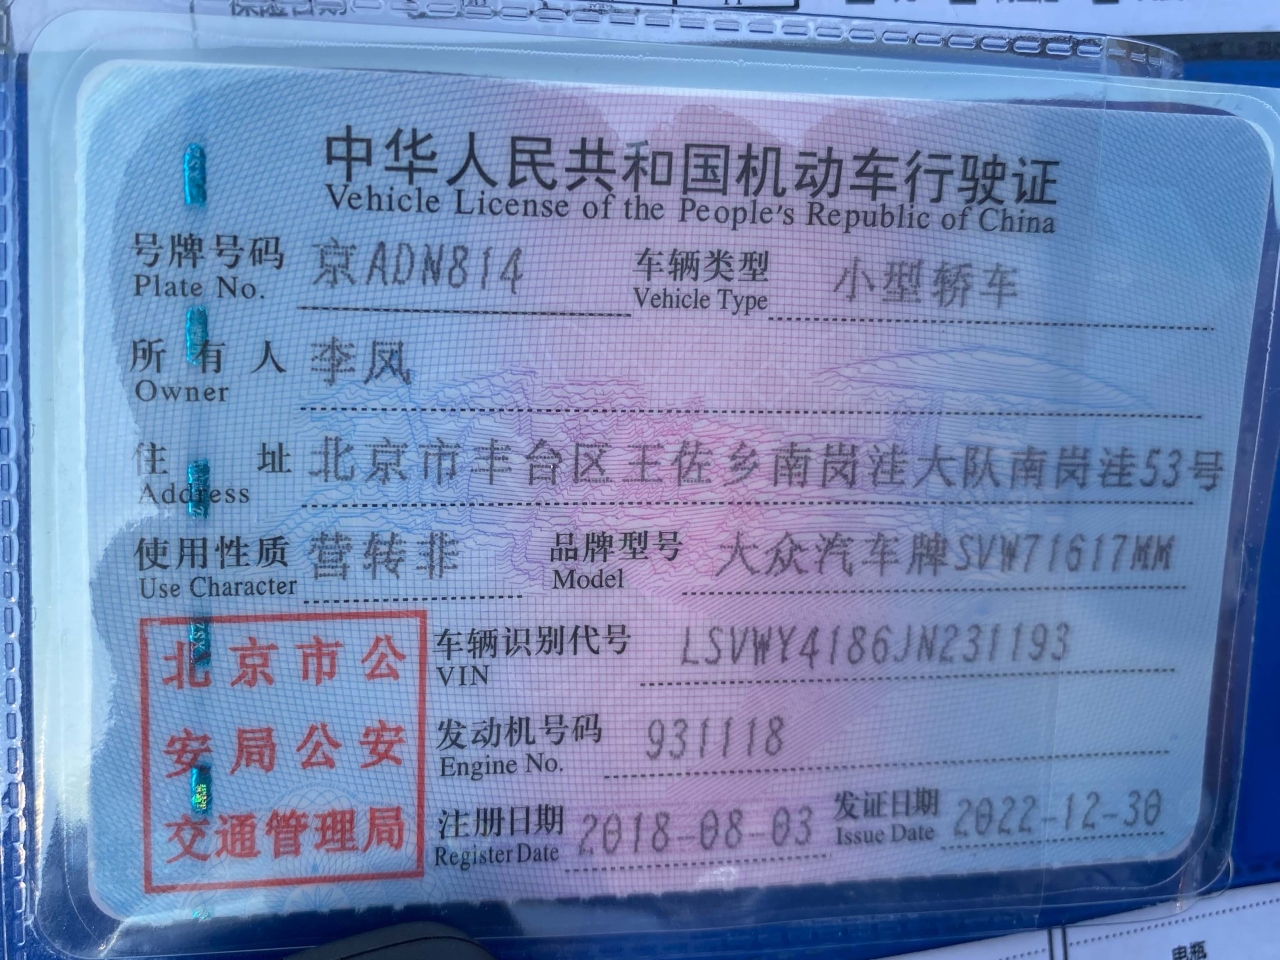 中华人民共和国机动车行驶证
Vehicle License of the People's Republic of China
号牌号码 京ADN814 车辆类型 小型轿车
Plate No. Vehicle Type
所有人 李凤
Owner
住址 北京市丰台区王佐乡南岗洼大队南岗洼53号
Address
使用性质 营转非 品牌型号 大众汽车牌SVW71617MM
Use Character Model
北京市公
安局公安
交通管理局
车辆识别代号 LSVWY4186JN231193
VIN
发动机号码 931118
Engine No.
注册日期 2018-08-03 发证日期 2022-12-30
Register Date Issue Date
电瓶